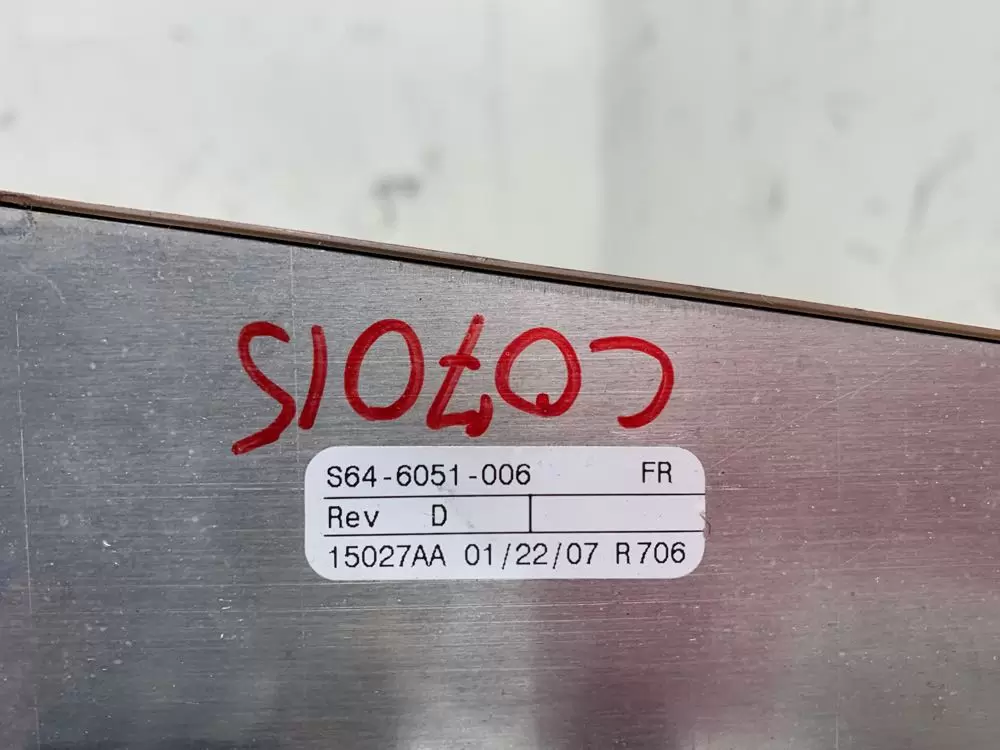 C07015
S64-6051-006 FR
Rev D
15027AA 01/22/07 R706